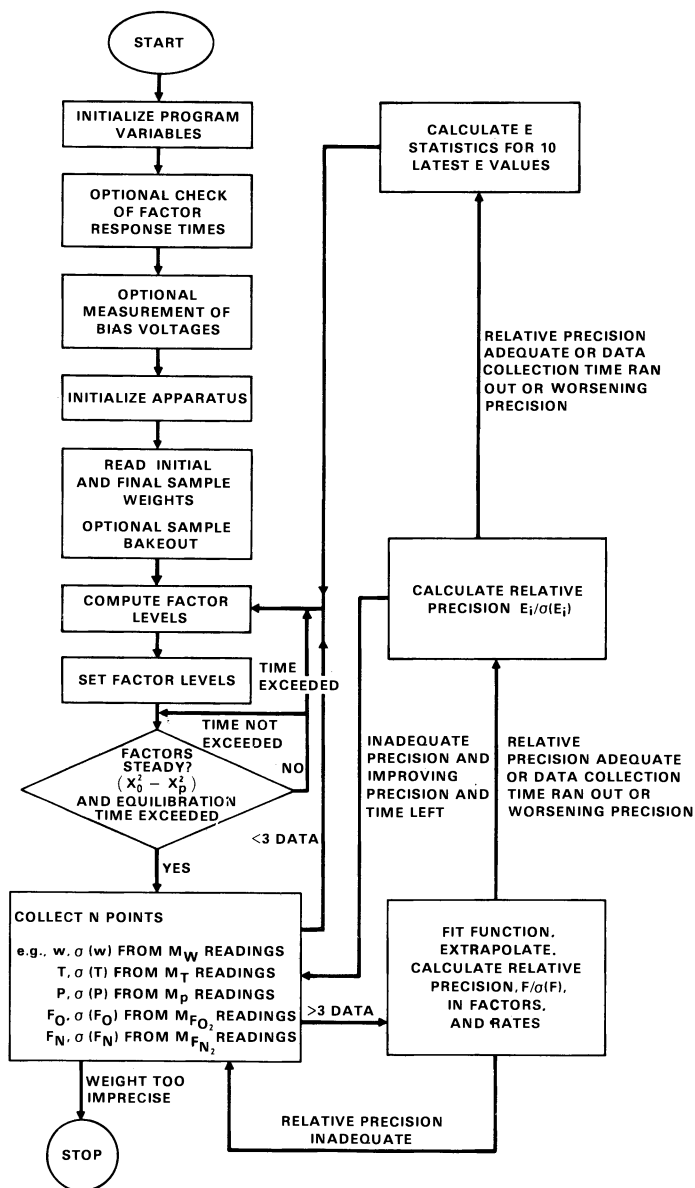 START
INITIALIZE PROGRAM
VARIABLES
OPTIONAL CHECK
OF FACTOR
RESPONSE TIMES
OPTIONAL
MEASUREMENT OF
BIAS VOLTAGES
INITIALIZE APPARATUS
READ INITIAL
AND FINAL SAMPLE
WEIGHTS
OPTIONAL SAMPLE
BAKEOUT
COMPUTE FACTOR
LEVELS
SET FACTOR LEVELS
TIME
EXCEEDED
TIME NOT
EXCEEDED
FACTORS
STEADY?
(X₀² – Xₚ²)
AND EQUILIBRATION
TIME EXCEEDED
NO
YES
<3 DATA
COLLECT N POINTS
e.g., w, σ (w) FROM M_W READINGS
T, σ (T) FROM M_T READINGS
P, σ (P) FROM M_p READINGS
F_O, σ (F_O) FROM M_{F_{O_2}} READINGS
F_N, σ (F_N) FROM M_{F_{N_2}} READINGS
>3 DATA
WEIGHT TOO
IMPRECISE
STOP
RELATIVE PRECISION
INADEQUATE
FIT FUNCTION,
EXTRAPOLATE.
CALCULATE RELATIVE
PRECISION, F/σ(F),
IN FACTORS,
AND RATES
RELATIVE
PRECISION ADEQUATE
OR DATA COLLECTION
TIME RAN OUT OR
WORSENING PRECISION
INADEQUATE
PRECISION AND
IMPROVING
PRECISION AND
TIME LEFT
CALCULATE RELATIVE
PRECISION E_i/σ(E_i)
RELATIVE PRECISION
ADEQUATE OR DATA
COLLECTION TIME RAN
OUT OR WORSENING
PRECISION
CALCULATE E
STATISTICS FOR 10
LATEST E VALUES